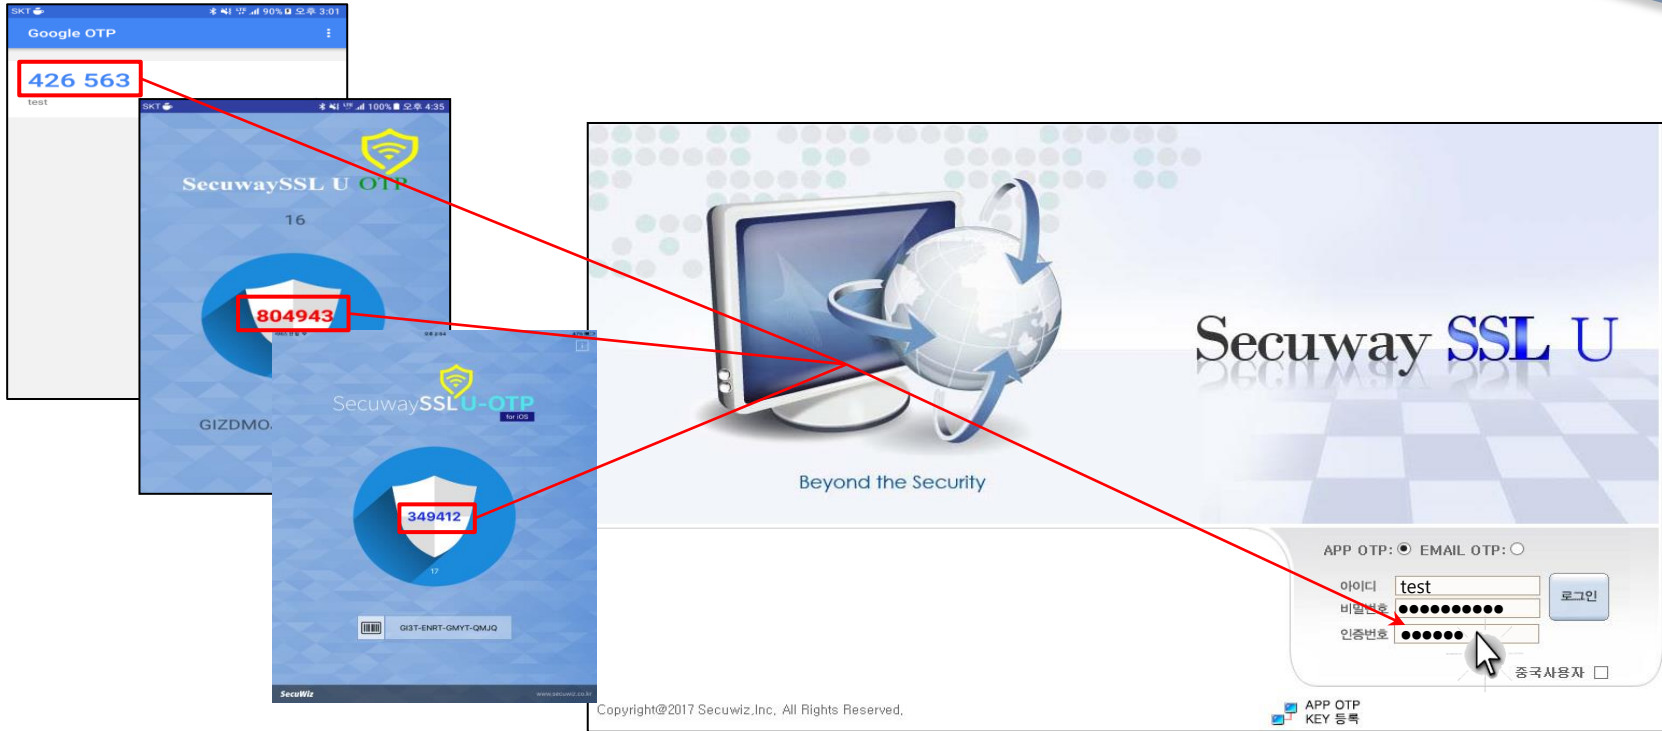 SKT 90% 오후 3:01
Google OTP
426 563
test
SKT 100% 오후 4:35
SecuwaySSL U OTP
16
804943
GIZDMO
SecuwaySSL U-OTP
for iOS
349412
17
GI3T-ENRT-GMYT-QMJQ
SecuWiz www.secuwiz.co.kr
Secuway SSL U
Beyond the Security
APP OTP: EMAIL OTP:
아이디 test
비밀번호 ●●●●●●●●●●
로그인
인증번호 ●●●●●●
중국사용자
Copyright@2017 Secuwiz,Inc. All Rights Reserved.
APP OTP
KEY 등록